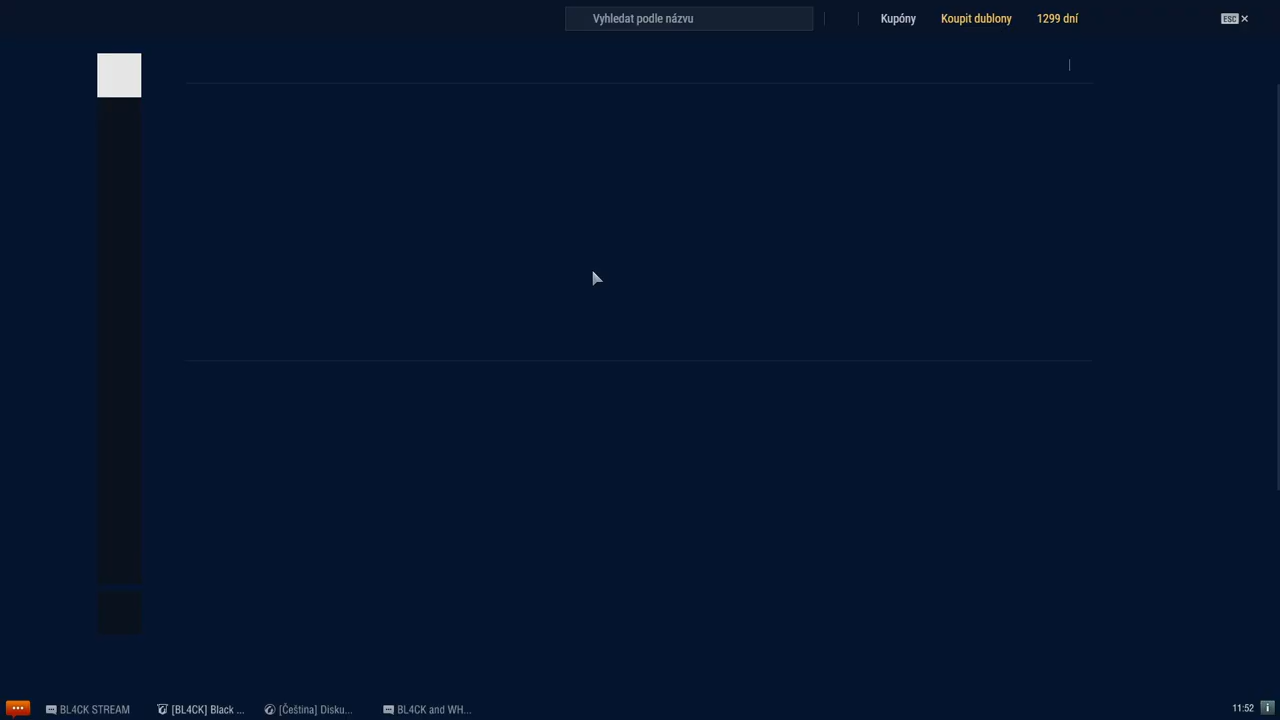 Vyhledat podle názvu
Kupóny
Koupit dublony
1299 dní
ESC ×
BL4CK STREAM
[BL4CK] Black ...
[Čeština] Disku...
BL4CK and WH...
11:52
i